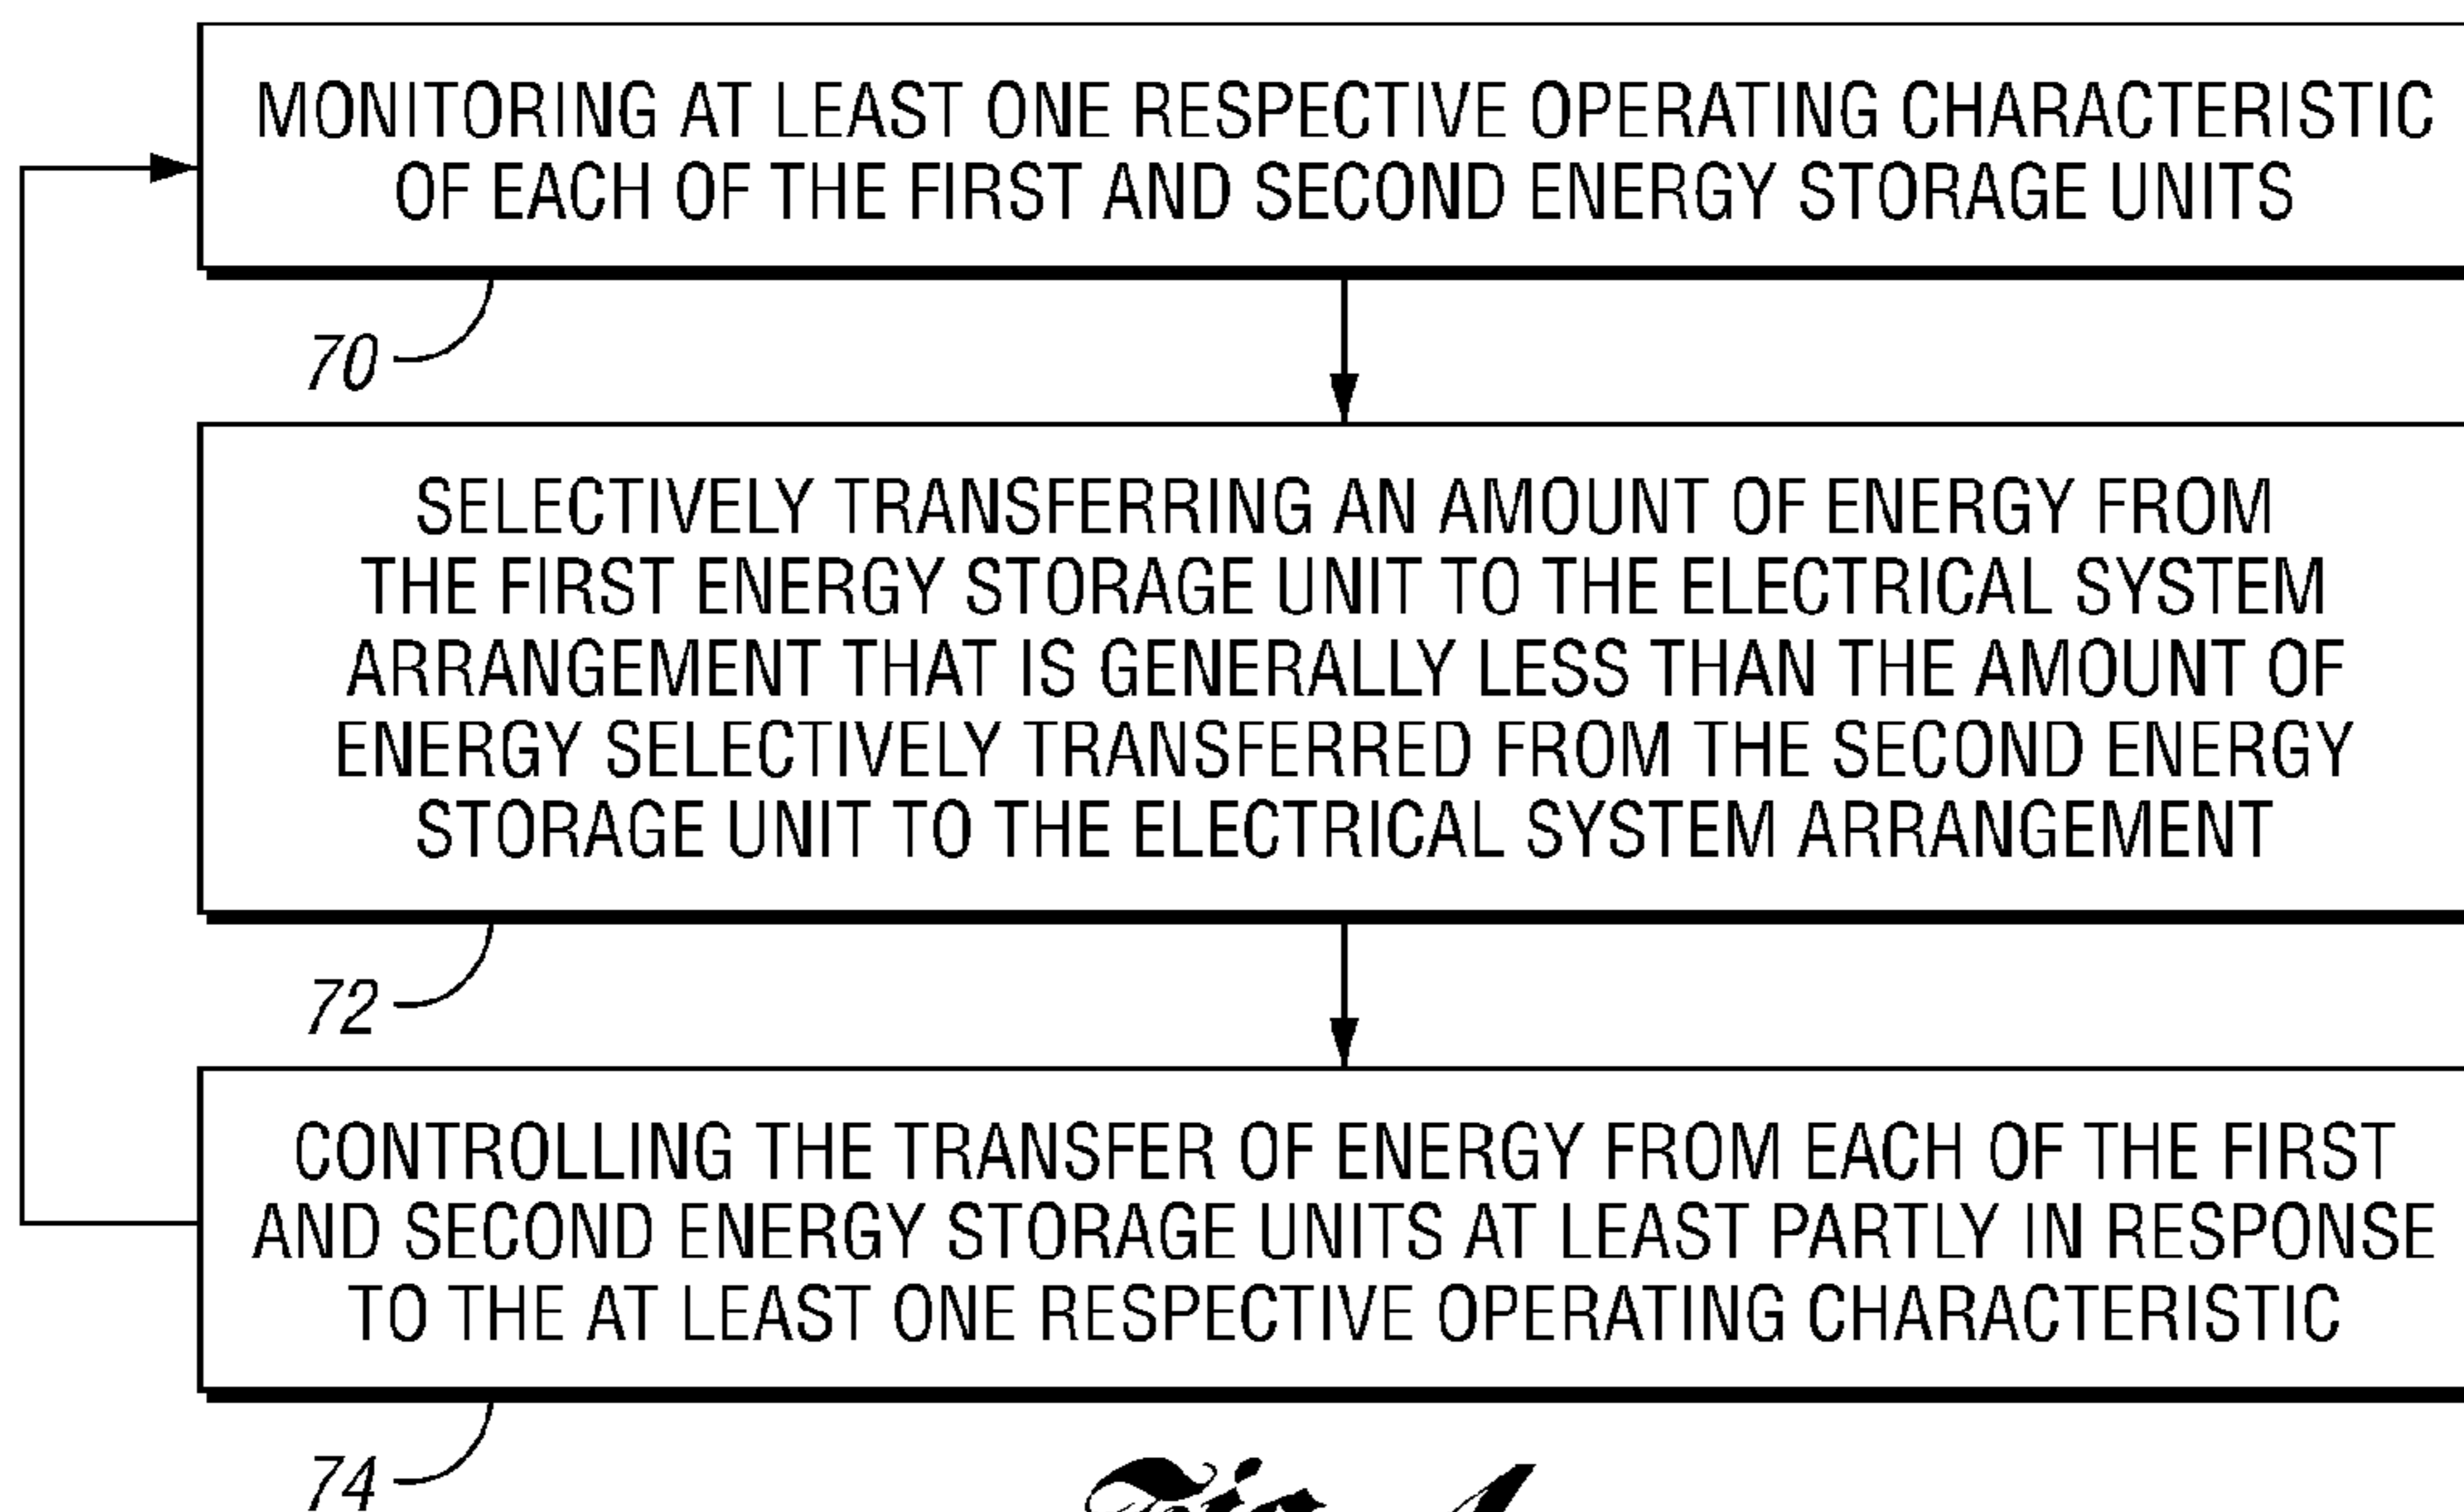 MONITORING AT LEAST ONE RESPECTIVE OPERATING CHARACTERISTIC
OF EACH OF THE FIRST AND SECOND ENERGY STORAGE UNITS
70
SELECTIVELY TRANSFERRING AN AMOUNT OF ENERGY FROM
THE FIRST ENERGY STORAGE UNIT TO THE ELECTRICAL SYSTEM
ARRANGEMENT THAT IS GENERALLY LESS THAN THE AMOUNT OF
ENERGY SELECTIVELY TRANSFERRED FROM THE SECOND ENERGY
STORAGE UNIT TO THE ELECTRICAL SYSTEM ARRANGEMENT
72
CONTROLLING THE TRANSFER OF ENERGY FROM EACH OF THE FIRST
AND SECOND ENERGY STORAGE UNITS AT LEAST PARTLY IN RESPONSE
TO THE AT LEAST ONE RESPECTIVE OPERATING CHARACTERISTIC
74